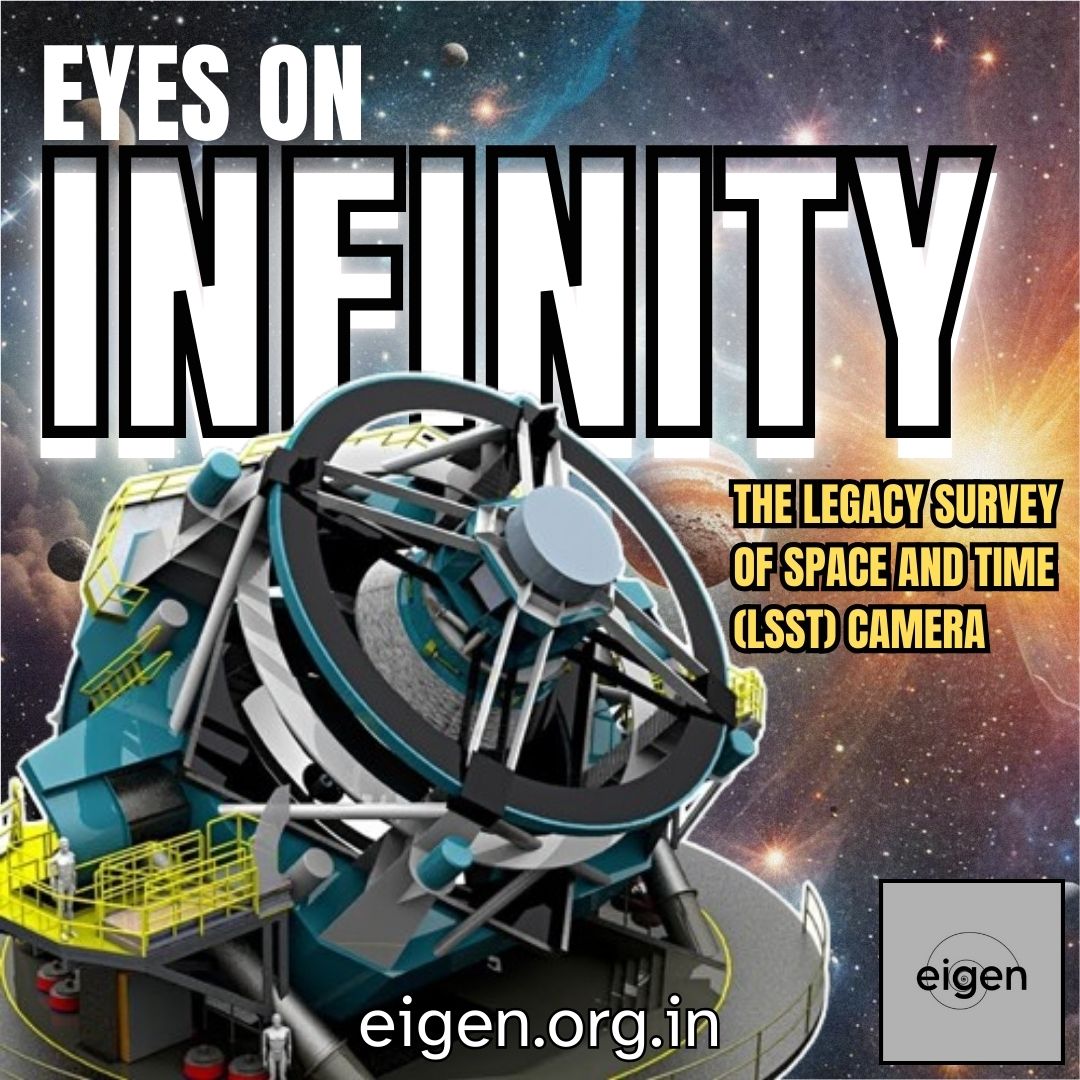 EYES ON
INFINITY
THE LEGACY SURVEY
OF SPACE AND TIME
(LSST) CAMERA
eigen
eigen.org.in